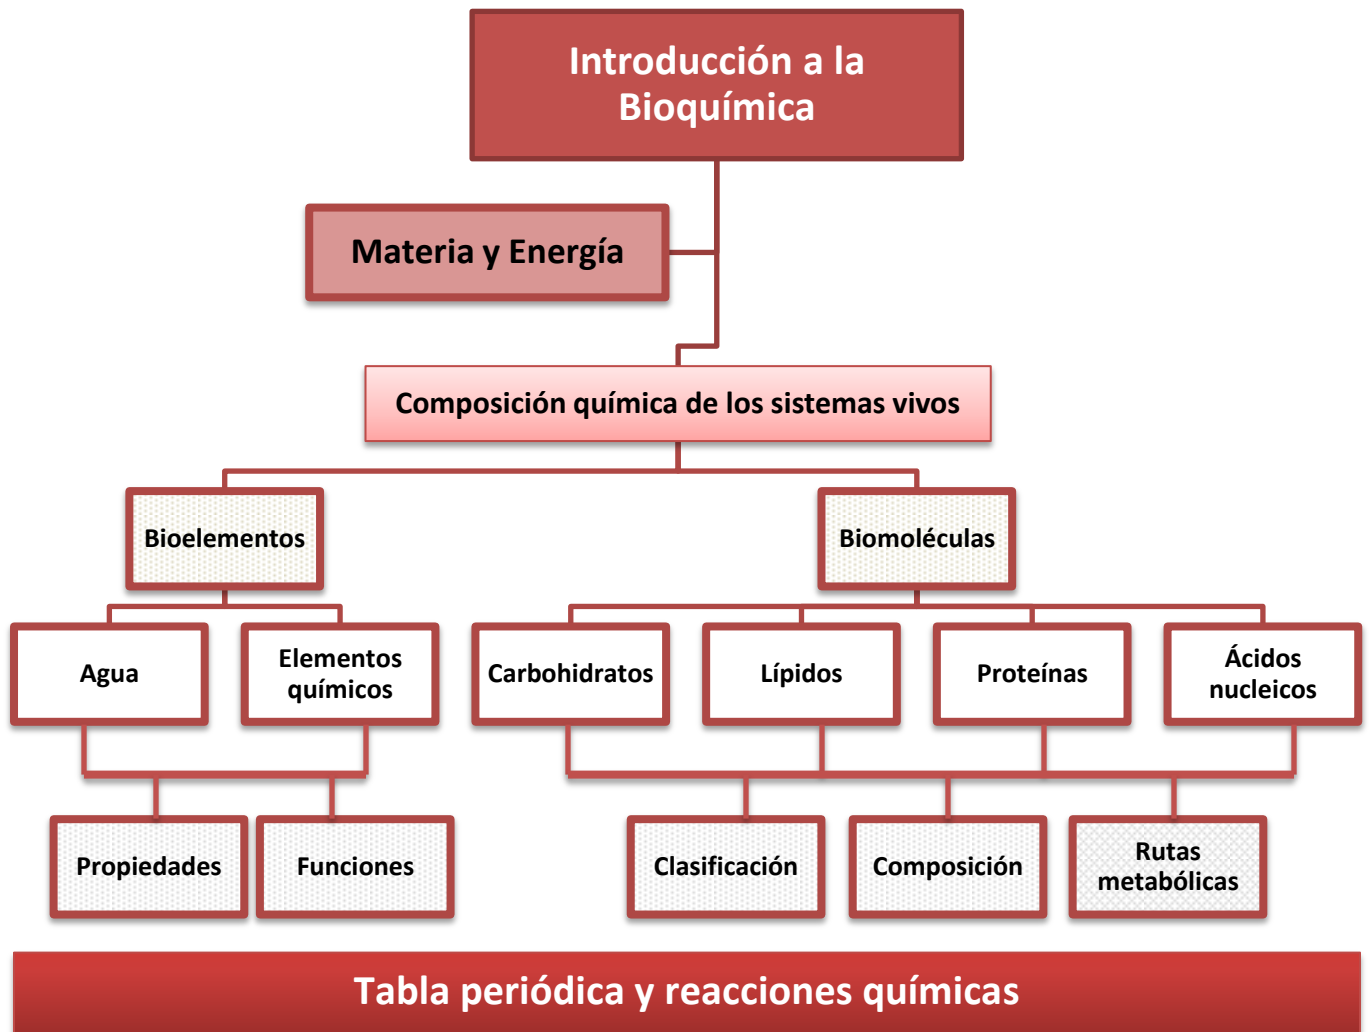 Introducción a la
Bioquímica
Materia y Energía
Composición química de los sistemas vivos
Bioelementos
Biomoléculas
Agua
Elementos
químicos
Carbohidratos
Lípidos
Proteínas
Ácidos
nucleicos
Propiedades
Funciones
Clasificación
Composición
Rutas
metabólicas
Tabla periódica y reacciones químicas